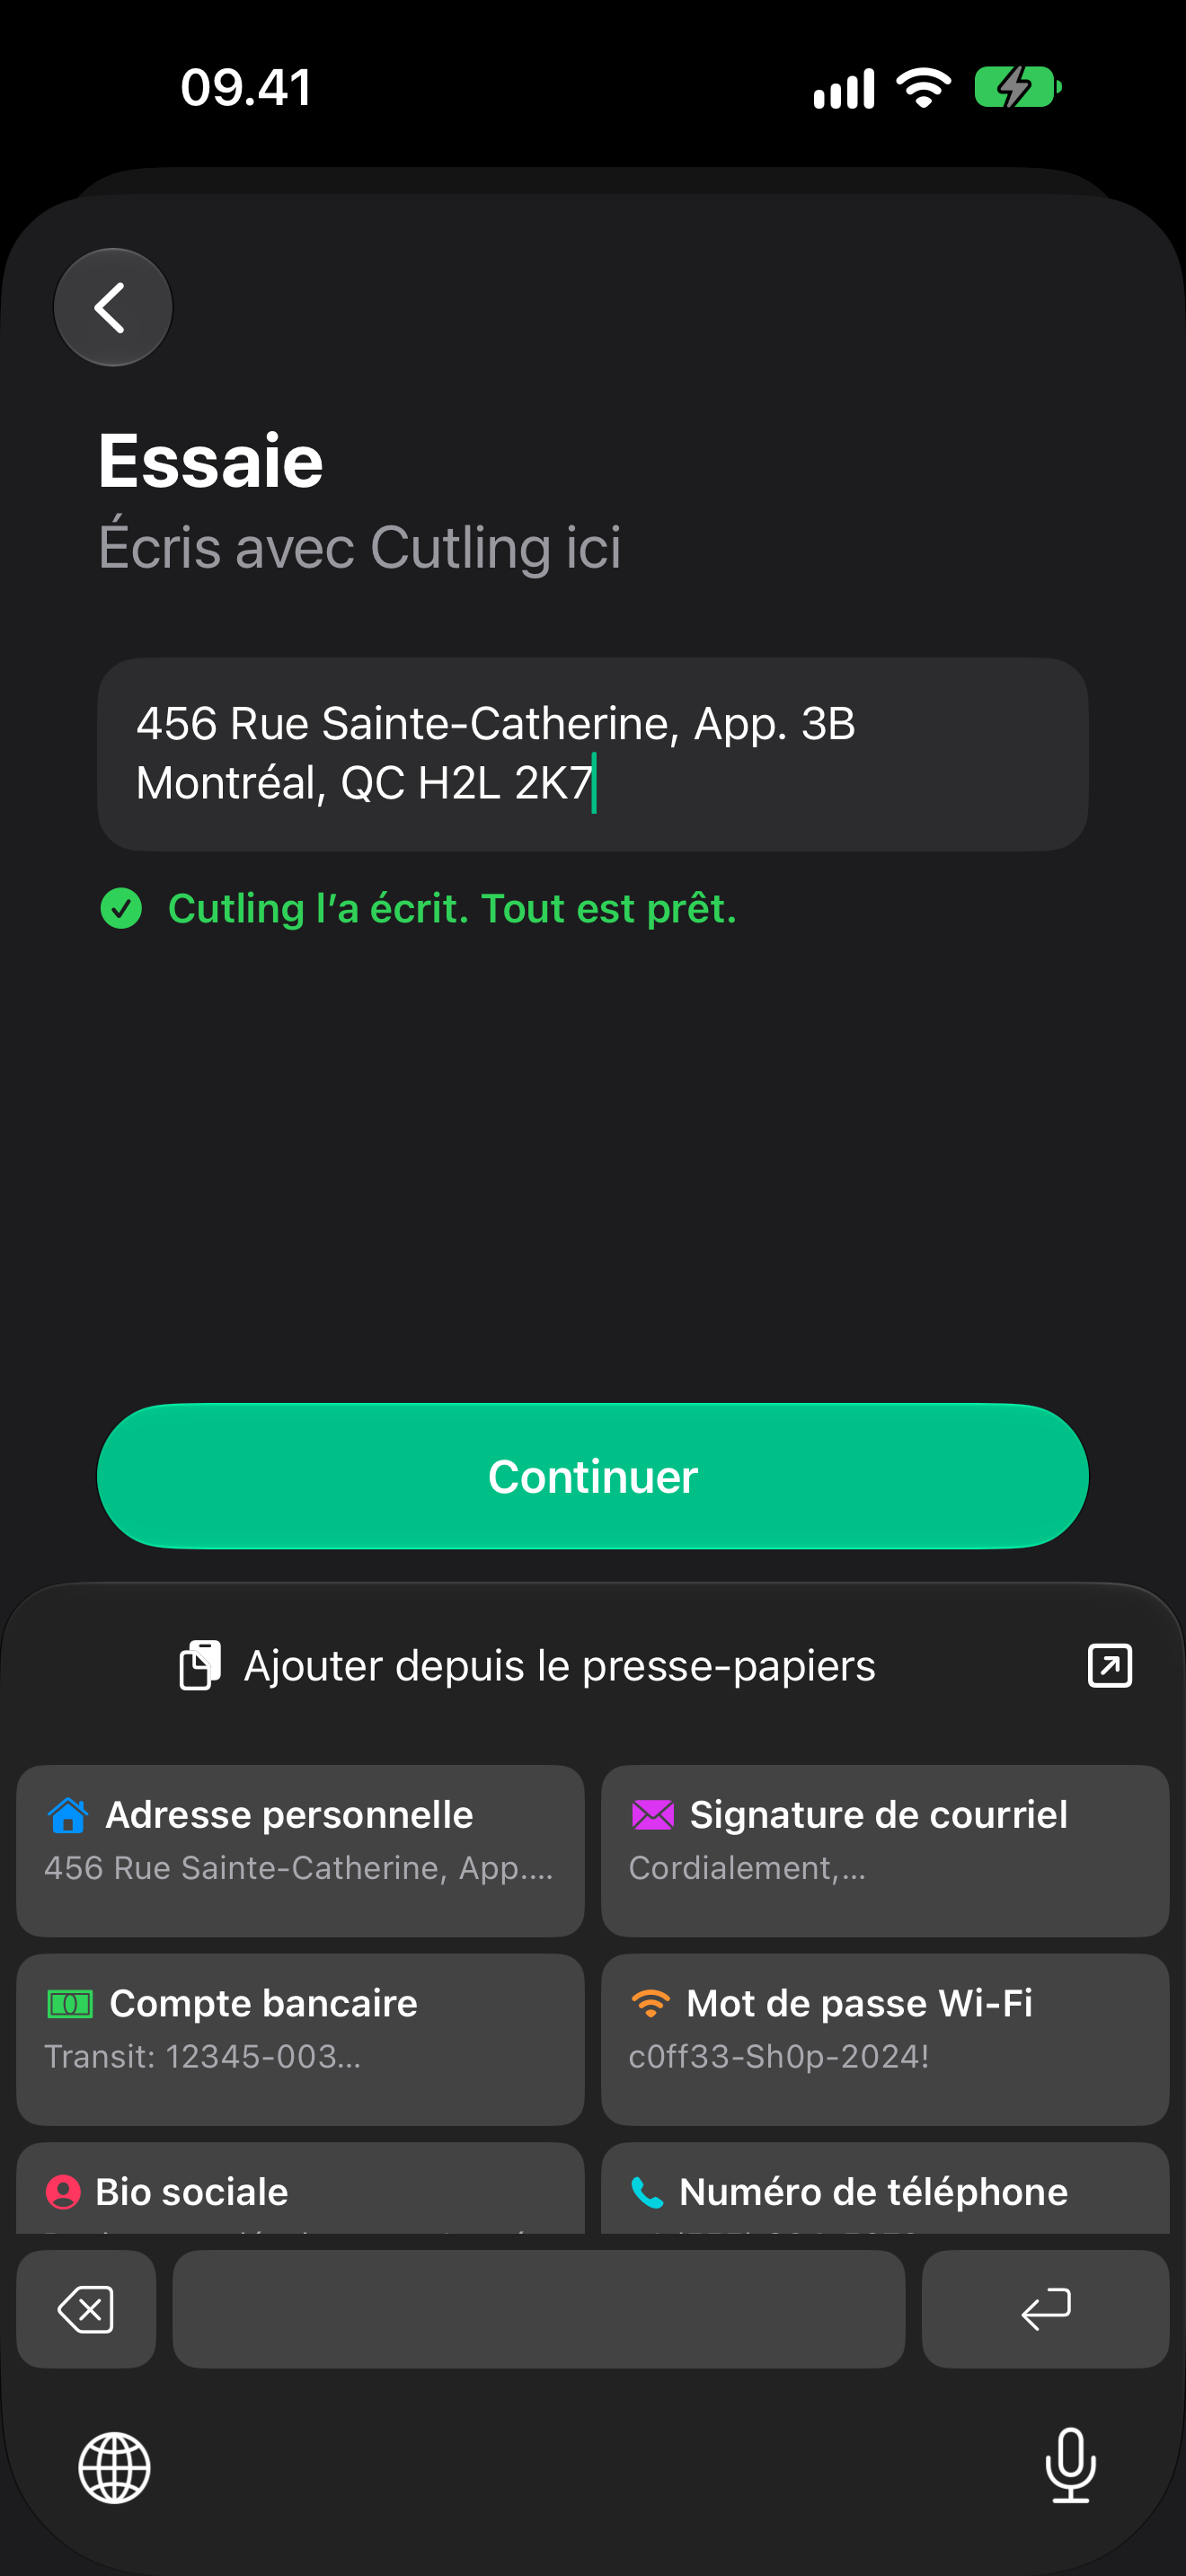 09.41
Essaie
Écris avec Cutling ici
456 Rue Sainte-Catherine, App. 3B
Montréal, QC H2L 2K7
Cutling l’a écrit. Tout est prêt.
Continuer
Ajouter depuis le presse-papiers
Adresse personnelle
456 Rue Sainte-Catherine, App....
Signature de courriel
Cordialement,...
Compte bancaire
Transit: 12345-003...
Mot de passe Wi-Fi
c0ff33-Sh0p-2024!
Bio sociale
Numéro de téléphone